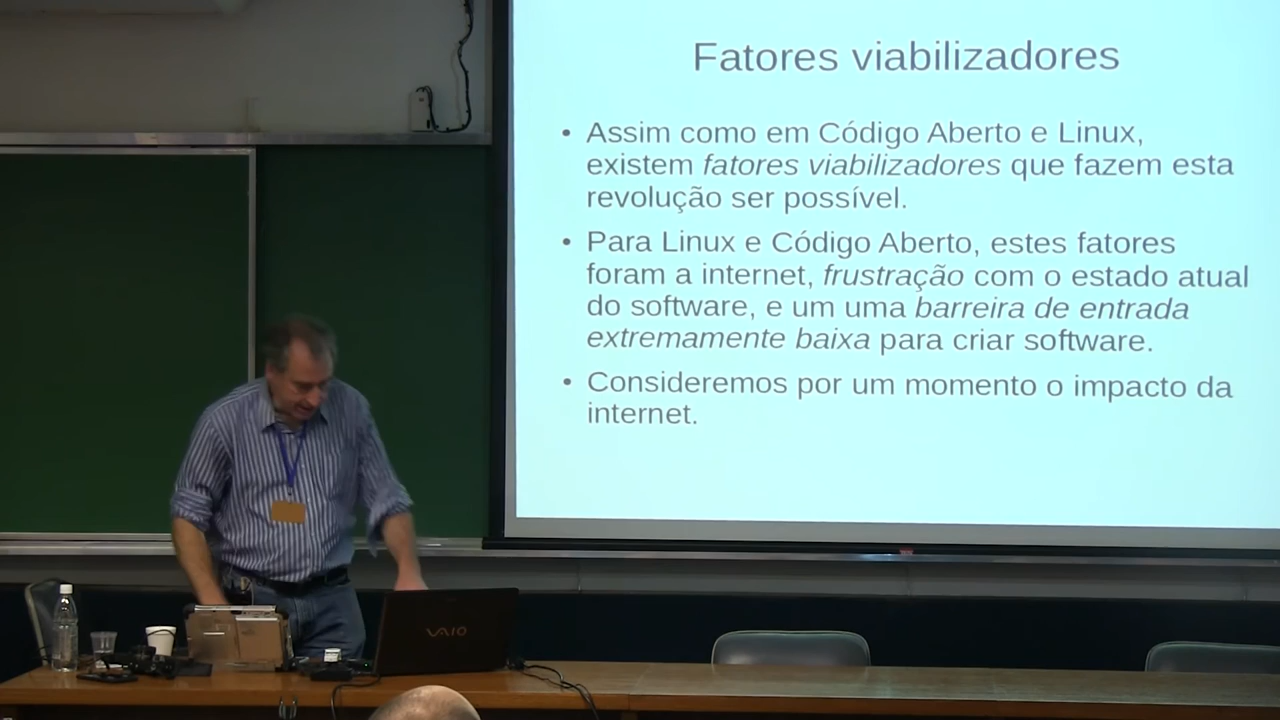 Fatores viabilizadores
• Assim como em Código Aberto e Linux,
existem fatores viabilizadores que fazem esta
revolução ser possível.
• Para Linux e Código Aberto, estes fatores
foram a internet, frustração com o estado atual
do software, e um uma barreira de entrada
extremamente baixa para criar software.
• Consideremos por um momento o impacto da
internet.
VAIO